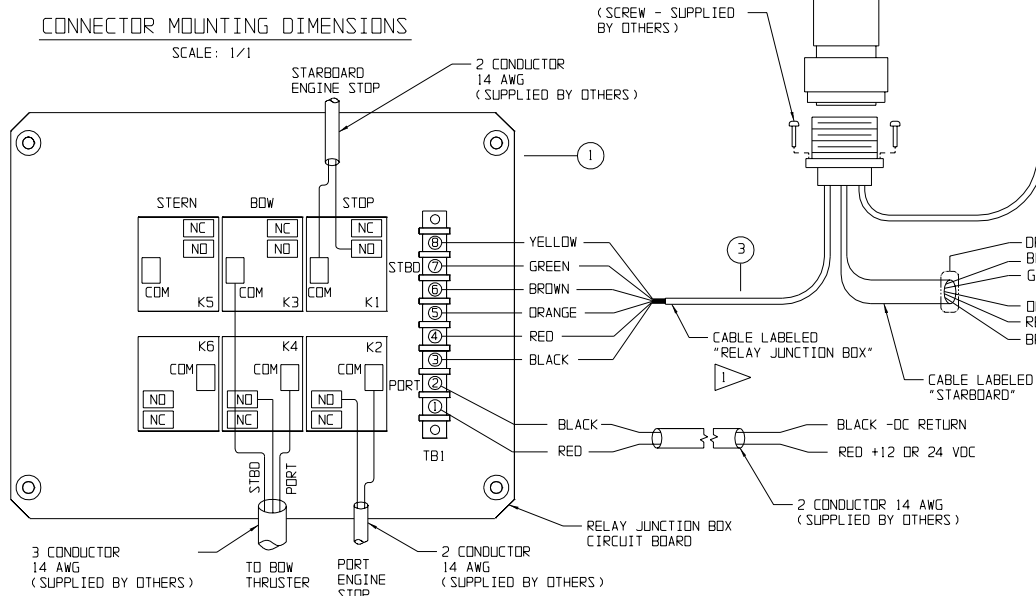 CONNECTOR MOUNTING DIMENSIONS
SCALE: 1/1
(SCREW - SUPPLIED
BY OTHERS)
STARBOARD
ENGINE STOP
2 CONDUCTOR
14 AWG
(SUPPLIED BY OTHERS)
1
STERN
BOW
STOP
NC
NO
COM
K5
NC
NO
COM
K3
NC
NO
COM
K1
STBD
8
7
6
5
4
3
2
1
YELLOW
GREEN
BROWN
ORANGE
RED
BLACK
3
CABLE LABELED
"RELAY JUNCTION BOX"
1
CABLE LABELED
"STARBOARD"
K6
COM
NO
NC
K4
COM
NO
NC
K2
COM
NO
NC
PORT
TB1
BLACK
RED
BLACK -DC RETURN
RED +12 OR 24 VDC
2 CONDUCTOR 14 AWG
(SUPPLIED BY OTHERS)
STBD
PORT
RELAY JUNCTION BOX
CIRCUIT BOARD
3 CONDUCTOR
14 AWG
(SUPPLIED BY OTHERS)
TO BOW
THRUSTER
PORT
ENGINE
STOP
2 CONDUCTOR
14 AWG
(SUPPLIED BY OTHERS)